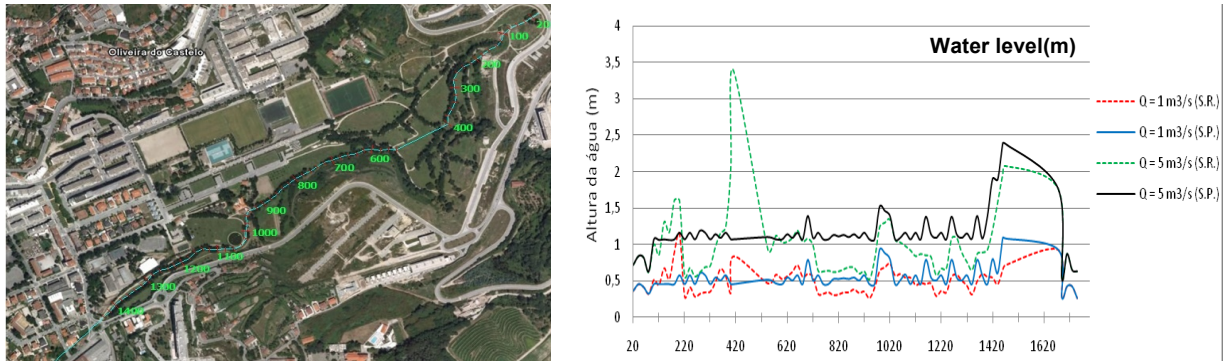 20
100
200
Oliveira do Castelo
300
400
600
700
800
900
1000
1100
1200
1300
1400
Water level(m)
Altura da água (m)
4
3,5
3
2,5
2
1,5
1
0,5
0
20 220 420 620 820 1020 1220 1420 1620
Q = 1 m3/s (S.R.)
Q = 1 m3/s (S.P.)
Q = 5 m3/s (S.R.)
Q = 5 m3/s (S.P.)